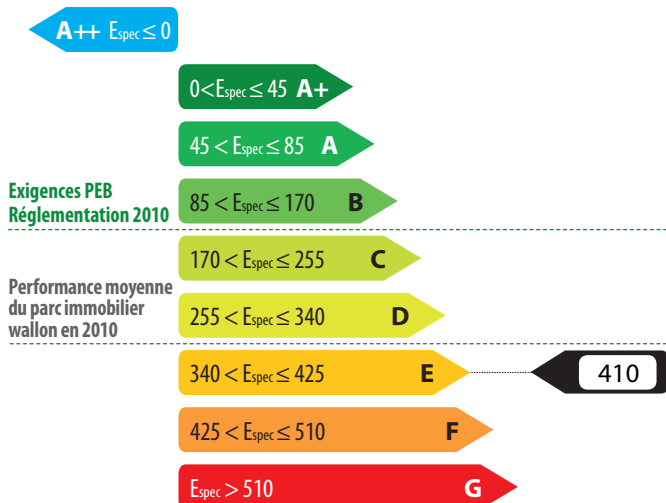 A++ Espec ≤ 0
0<Espec ≤ 45 A+
45 < Espec ≤ 85 A
Exigences PEB
Réglementation 2010
85 < Espec ≤ 170 B
170 < Espec ≤ 255 C
Performance moyenne
du parc immobilier
wallon en 2010
255 < Espec ≤ 340 D
340 < Espec ≤ 425 E
410
425 < Espec ≤ 510 F
Espec > 510 G